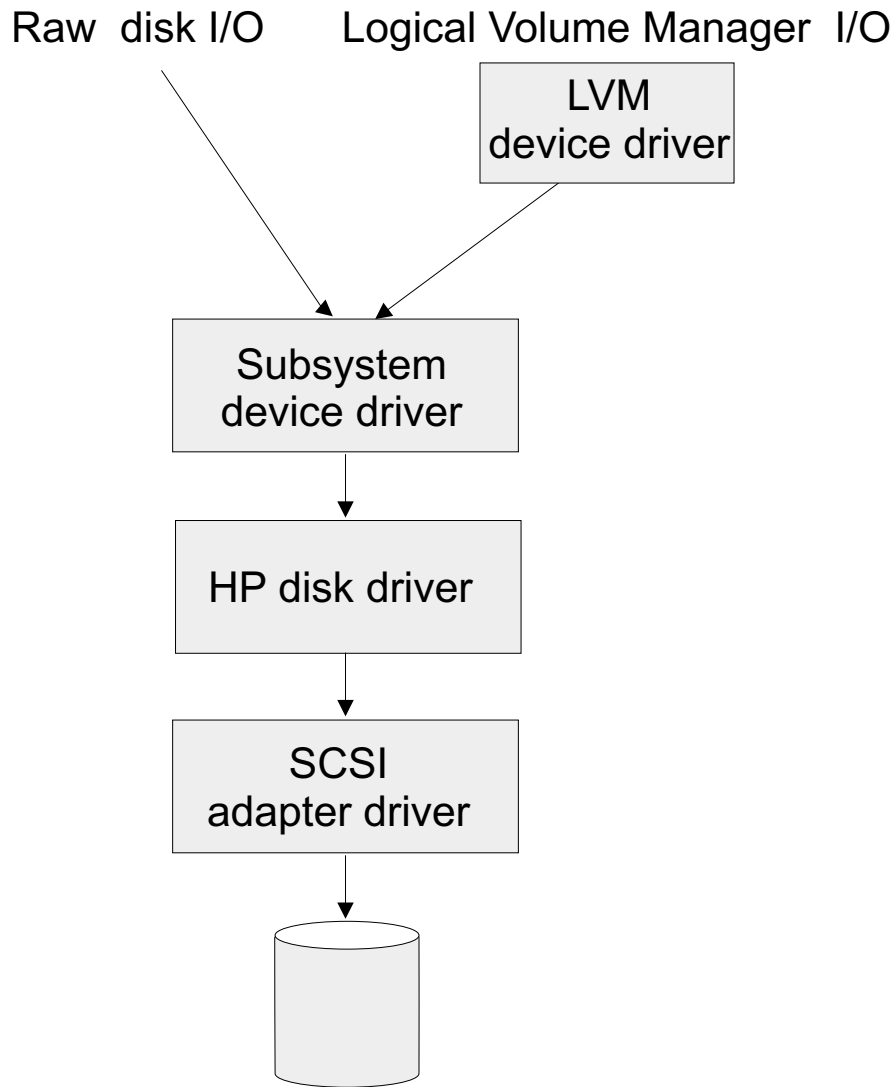 Raw disk I/O
Logical Volume Manager I/O
LVM
device driver
Subsystem
device driver
HP disk driver
SCSI
adapter driver